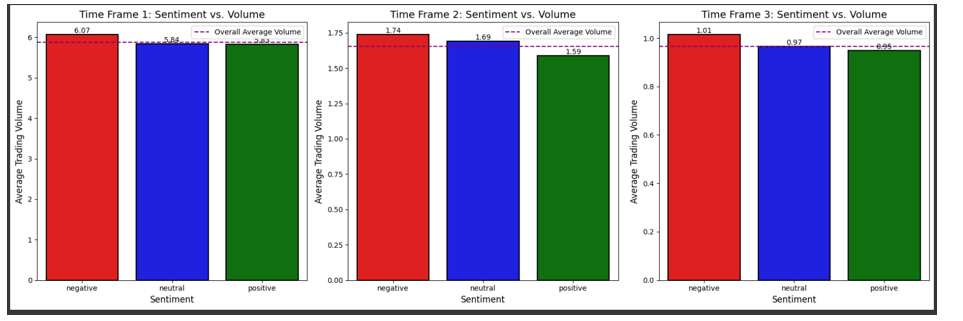 Time Frame 1: Sentiment vs. Volume
Overall Average Volume
6.07
5.84
5.83
6
5
4
3
2
1
0
Average Trading Volume
negative neutral positive
Sentiment
Time Frame 2: Sentiment vs. Volume
Overall Average Volume
1.74
1.69
1.59
1.75
1.50
1.25
1.00
0.75
0.50
0.25
0.00
Average Trading Volume
negative neutral positive
Sentiment
Time Frame 3: Sentiment vs. Volume
Overall Average Volume
1.01
0.97
0.95
1.0
0.8
0.6
0.4
0.2
0.0
Average Trading Volume
negative neutral positive
Sentiment